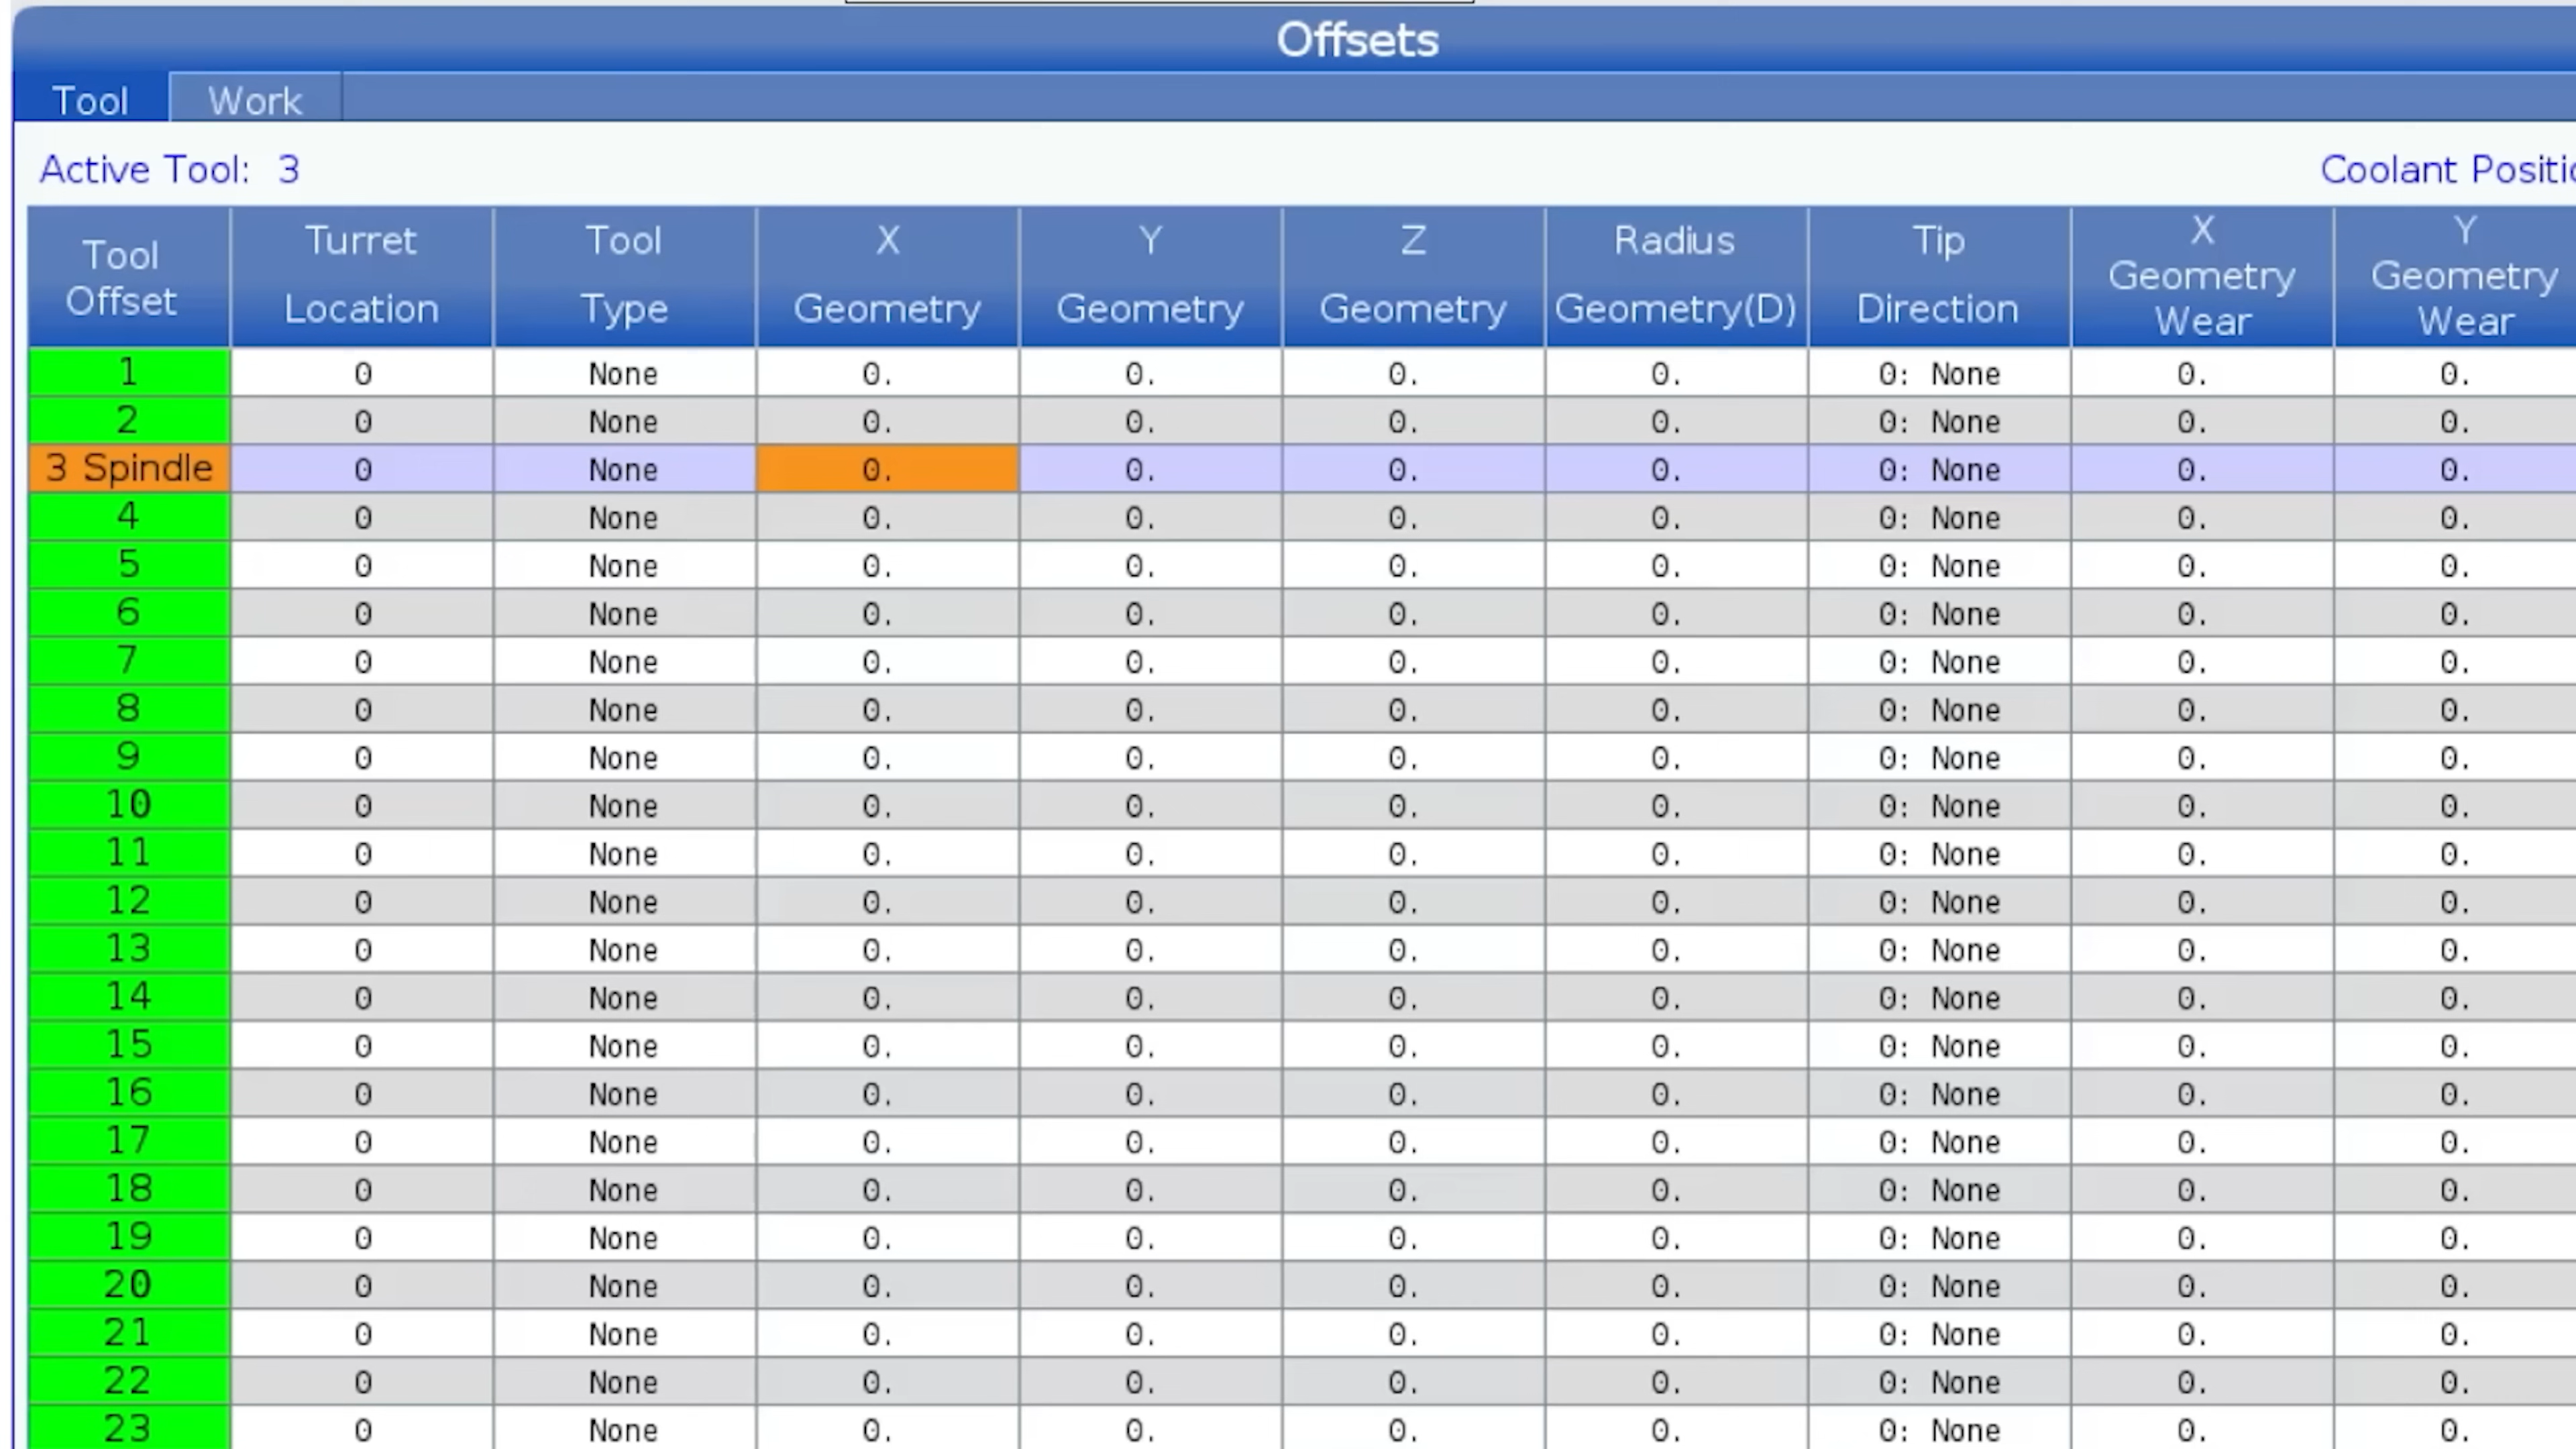 Offsets
Tool Work
Active Tool: 3 Coolant
Tool Offset Turret Location Tool Type X Geometry Y Geometry Z Geometry Radius Geometry(D) Tip Direction X Geometry Wear Y Geometry Wear
1 0 None 0. 0. 0. 0. 0: None 0. 0.
2 0 None 0. 0. 0. 0. 0: None 0. 0.
3 Spindle 0 None 0. 0. 0. 0. 0: None 0. 0.
4 0 None 0. 0. 0. 0. 0: None 0. 0.
5 0 None 0. 0. 0. 0. 0: None 0. 0.
6 0 None 0. 0. 0. 0. 0: None 0. 0.
7 0 None 0. 0. 0. 0. 0: None 0. 0.
8 0 None 0. 0. 0. 0. 0: None 0. 0.
9 0 None 0. 0. 0. 0. 0: None 0. 0.
10 0 None 0. 0. 0. 0. 0: None 0. 0.
11 0 None 0. 0. 0. 0. 0: None 0. 0.
12 0 None 0. 0. 0. 0. 0: None 0. 0.
13 0 None 0. 0. 0. 0. 0: None 0. 0.
14 0 None 0. 0. 0. 0. 0: None 0. 0.
15 0 None 0. 0. 0. 0. 0: None 0. 0.
16 0 None 0. 0. 0. 0. 0: None 0. 0.
17 0 None 0. 0. 0. 0. 0: None 0. 0.
18 0 None 0. 0. 0. 0. 0: None 0. 0.
19 0 None 0. 0. 0. 0. 0: None 0. 0.
20 0 None 0. 0. 0. 0. 0: None 0. 0.
21 0 None 0. 0. 0. 0. 0: None 0. 0.
22 0 None 0. 0. 0. 0. 0: None 0. 0.
23 0 None 0. 0. 0. 0. 0: None 0. 0.